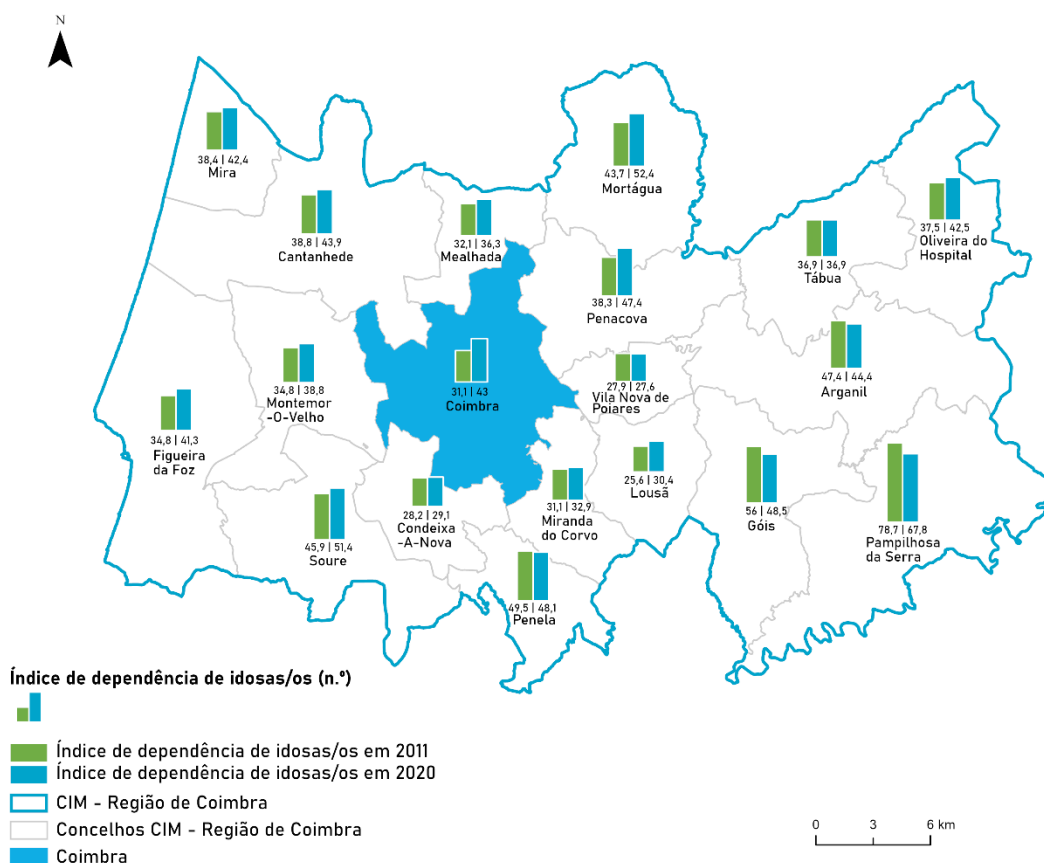 N
38,4 | 42,4
Mira
38,8 | 43,9
Cantanhede
32,1 | 36,3
Mealhada
43,7 | 52,4
Mortágua
37,5 | 42,5
Oliveira do
Hospital
36,9 | 36,9
Tábua
38,3 | 47,4
Penacova
47,4 | 44,4
Arganil
34,8 | 38,8
Montemor
-O-Velho
31,1 | 43
Coimbra
27,9 | 27,6
Vila Nova de
Poiares
34,8 | 41,3
Figueira
da Foz
25,6 | 30,4
Lousã
56 | 48,5
Góis
78,7 | 67,8
Pampilhosa
da Serra
45,9 | 51,4
Soure
28,2 | 29,1
Condeixa
-A-Nova
31,1 | 32,9
Miranda
do Corvo
49,5 | 48,1
Penela
Índice de dependência de idosas/os (n.º)
Índice de dependência de idosas/os em 2011
Índice de dependência de idosas/os em 2020
CIM - Região de Coimbra
Concelhos CIM - Região de Coimbra
Coimbra
0 3 6 km